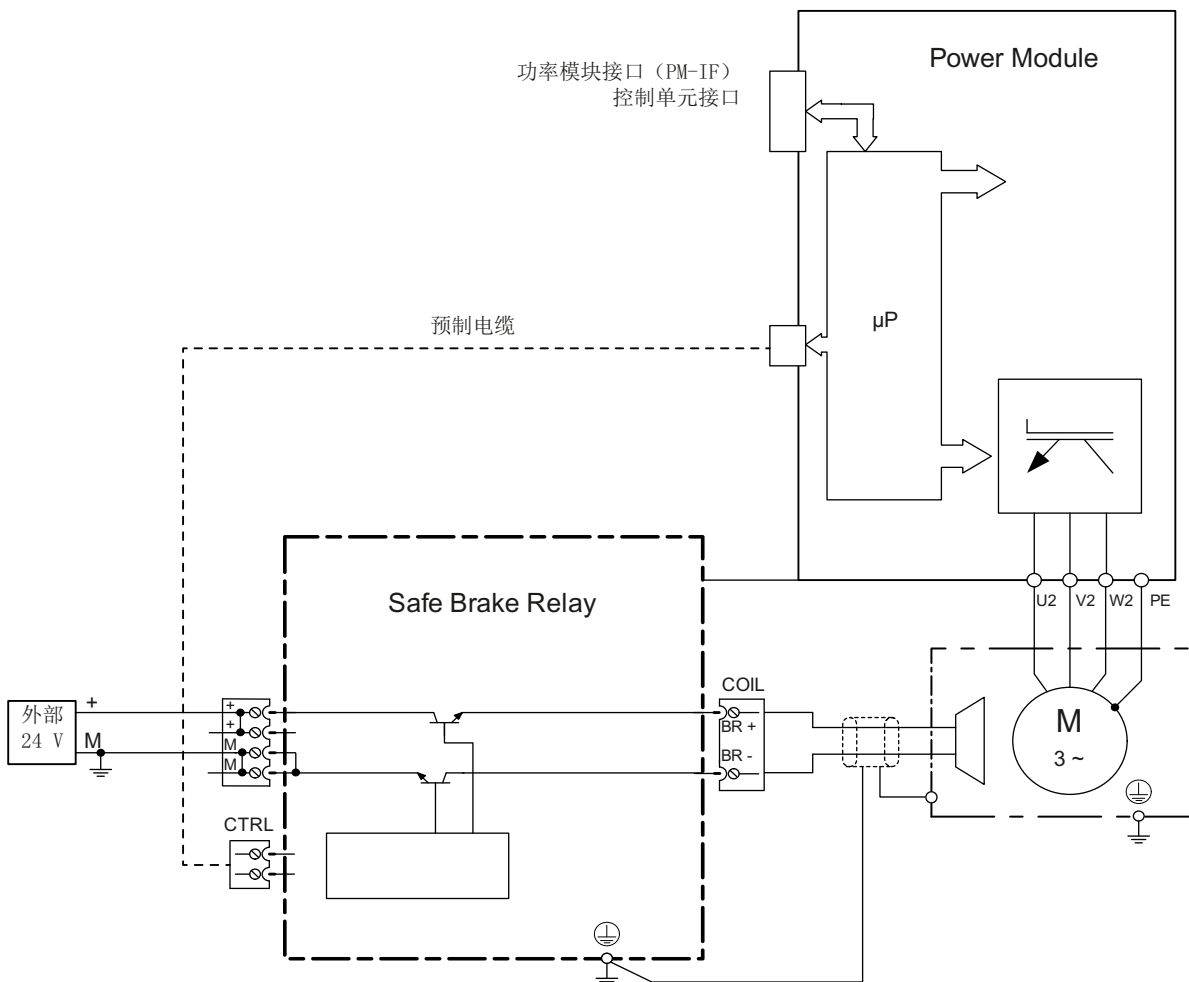 Power Module
功率模块接口（PM-IF）
控制单元接口
预制电缆
µP
Safe Brake Relay
U2 V2 W2 PE
外部
24 V
+
M
+
+
M
M
COIL
BR +
BR -
M
3 ~
CTRL